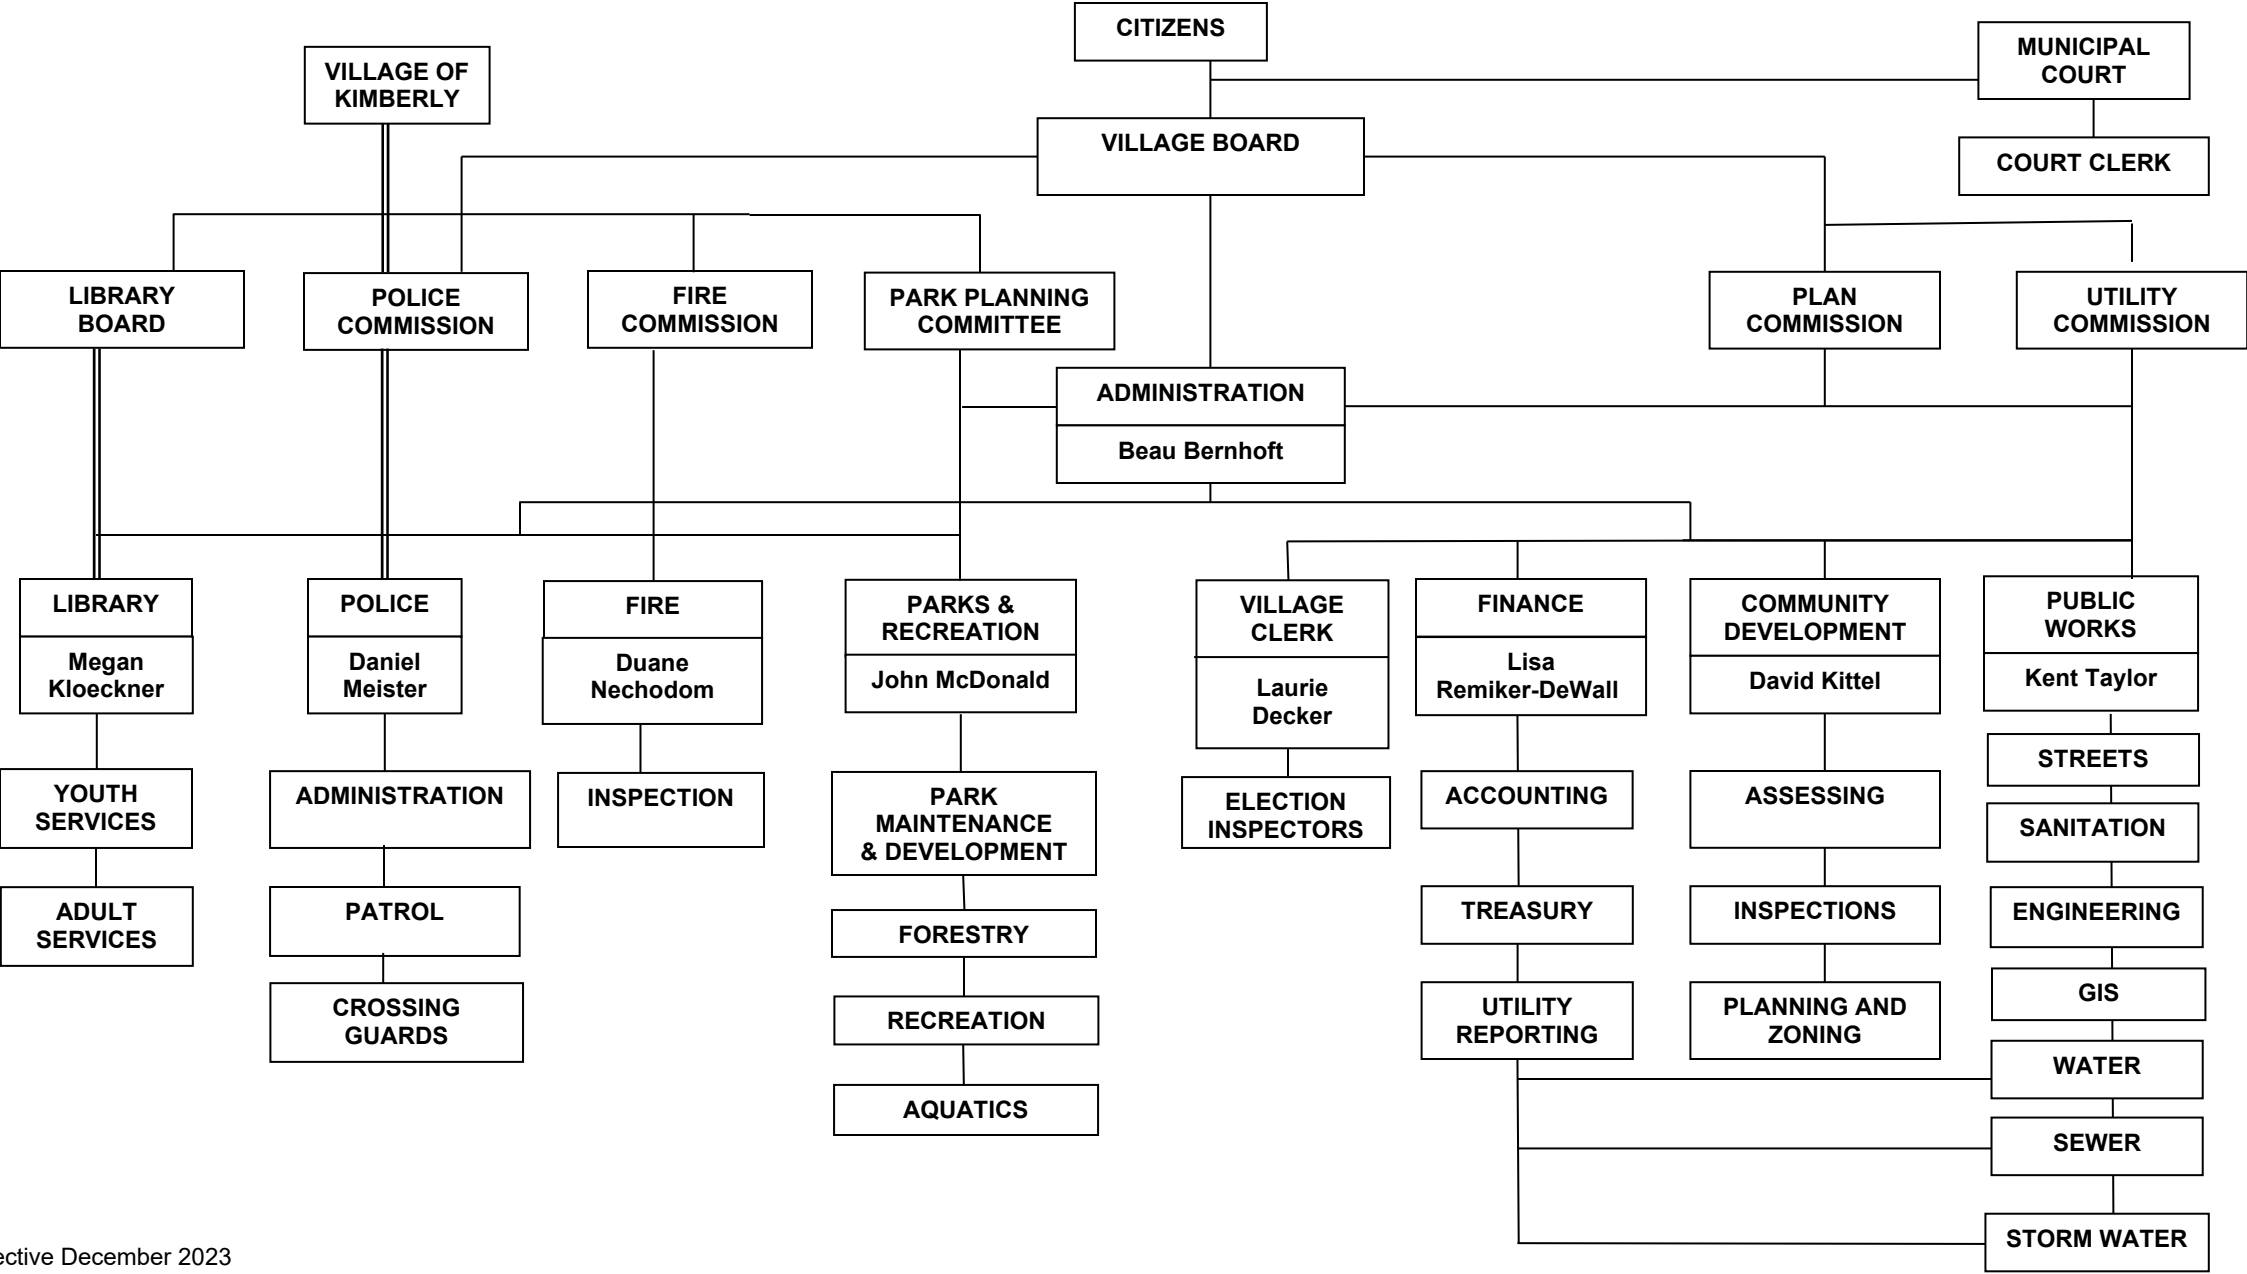 CITIZENS
VILLAGE OF
KIMBERLY
MUNICIPAL
COURT
VILLAGE BOARD
COURT CLERK
LIBRARY
BOARD
POLICE
COMMISSION
FIRE
COMMISSION
PARK PLANNING
COMMITTEE
PLAN
COMMISSION
UTILITY
COMMISSION
ADMINISTRATION
Beau Bernhoft
LIBRARY
Megan
Kloeckner
POLICE
Daniel
Meister
FIRE
Duane
Nechodom
PARKS &
RECREATION
John McDonald
VILLAGE
CLERK
Laurie
Decker
FINANCE
Lisa
Remiker-DeWall
COMMUNITY
DEVELOPMENT
David Kittel
PUBLIC
WORKS
Kent Taylor
YOUTH
SERVICES
ADULT
SERVICES
ADMINISTRATION
PATROL
CROSSING
GUARDS
INSPECTION
PARK
MAINTENANCE
& DEVELOPMENT
FORESTRY
RECREATION
AQUATICS
ELECTION
INSPECTORS
ACCOUNTING
TREASURY
UTILITY
REPORTING
ASSESSING
INSPECTIONS
PLANNING AND
ZONING
STREETS
SANITATION
ENGINEERING
GIS
WATER
SEWER
STORM WATER
ective December 2023